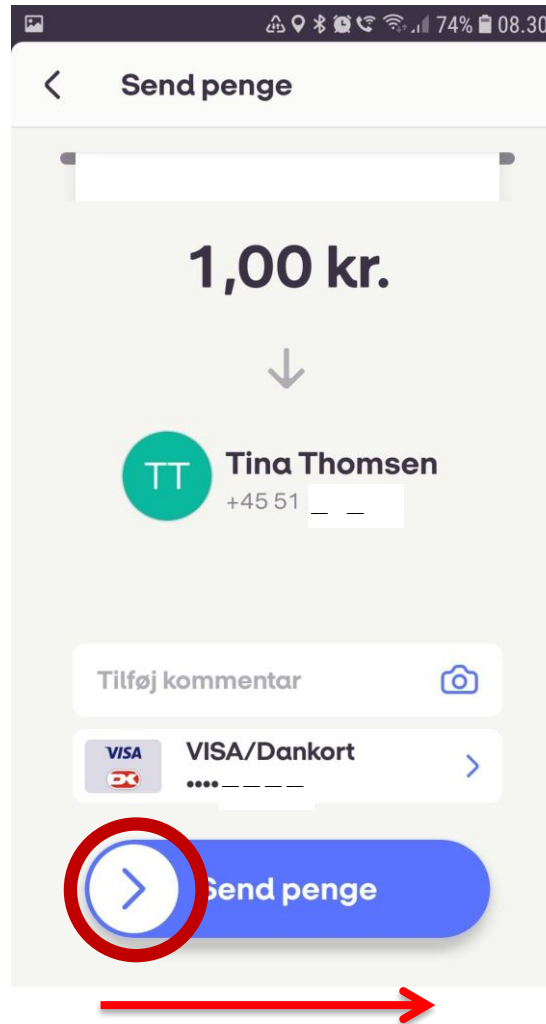 74% 08.30
Send penge
1,00 kr.
TT
Tina Thomsen
+45 51 _ _
Tilføj kommentar
VISA
VISA/Dankort
•••• _ _ _ _
Send penge